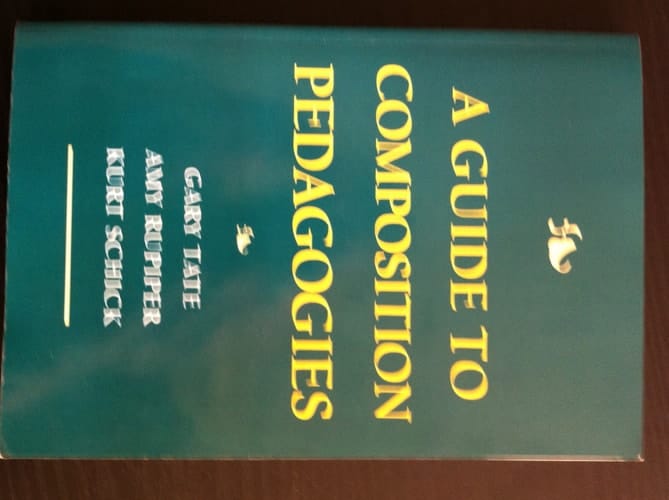 A GUIDE TO
COMPOSITION
PEDAGOGIES
GARY TATE
AMY RUPIPER
KURT SCHICK